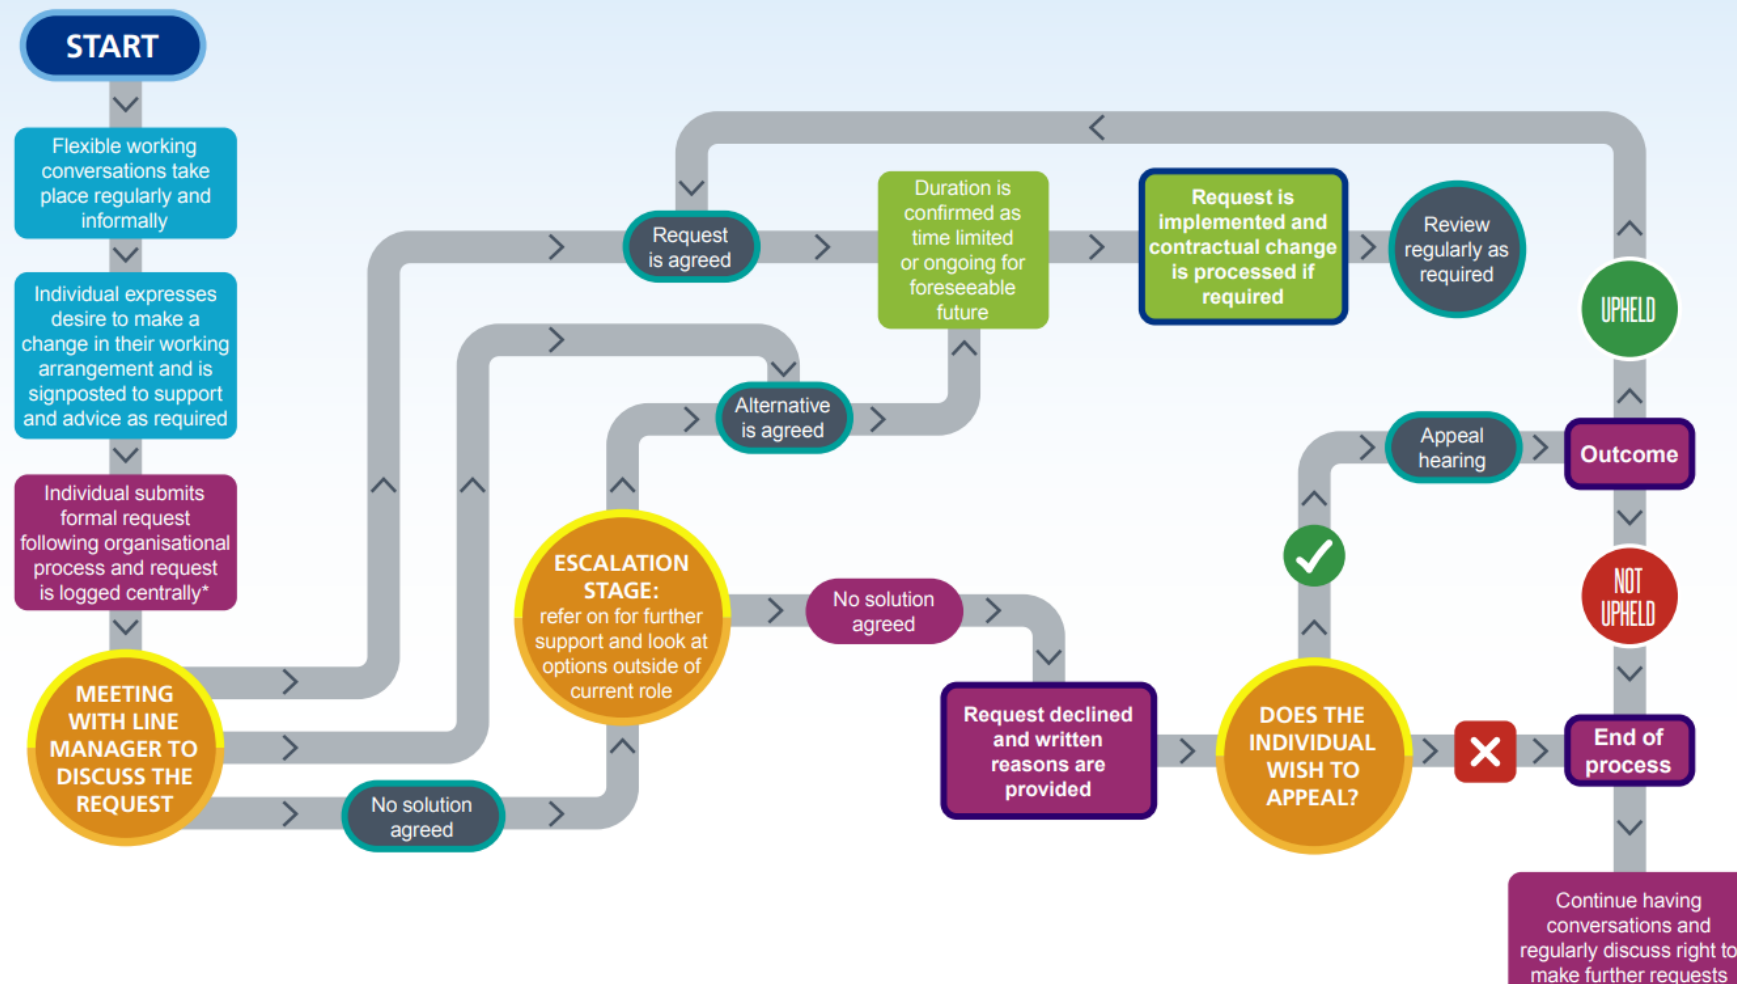 START
Flexible working
conversations take
place regularly and
informally
Individual expresses
desire to make a
change in their working
arrangement and is
signposted to support
and advice as required
Individual submits
formal request
following organisational
process and request
is logged centrally*
MEETING
WITH LINE
MANAGER TO
DISCUSS THE
REQUEST
Request
is agreed
Alternative
is agreed
No solution
agreed
ESCALATION
STAGE:
refer on for further
support and look at
options outside of
current role
Duration is
confirmed as
time limited
or ongoing for
foreseeable
future
Request is
implemented and
contractual change
is processed if
required
Review
regularly as
required
No solution
agreed
Request declined
and written
reasons are
provided
DOES THE
INDIVIDUAL
WISH TO
APPEAL?
Appeal
hearing
Outcome
UPHELD
NOT
UPHELD
End of
process
Continue having
conversations and
regularly discuss right to
make further requests